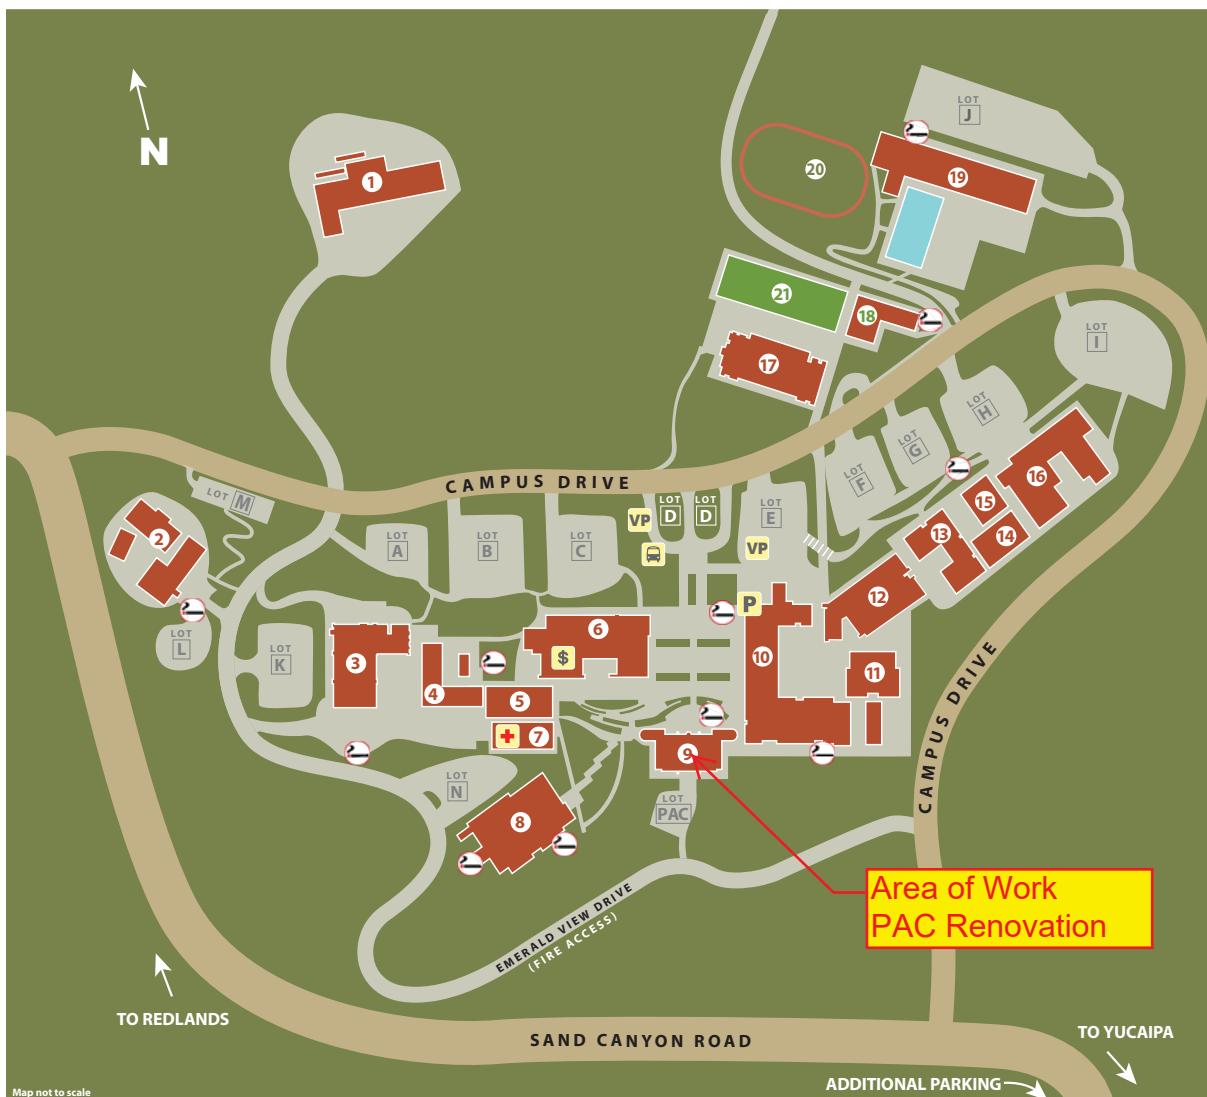 N
1
LOT
J
19
20
21
18
17
LOT
I
LOT
H
LOT
G
LOT
F
16
15
14
13
12
CAMPUS DRIVE
LOT
M
2
LOT
A
LOT
B
LOT
C
VP
LOT
D
LOT
D
LOT
E
VP
P
LOT
L
LOT
K
3
4
5
6
$
7
10
11
9
LOT
N
8
LOT
PAC
CAMPUS DRIVE
Area of Work
PAC Renovation
EMERALD VIEW DRIVE
(FIRE ACCESS)
TO REDLANDS
SAND CANYON ROAD
TO YUCAIPA
ADDITIONAL PARKING
Map not to scale